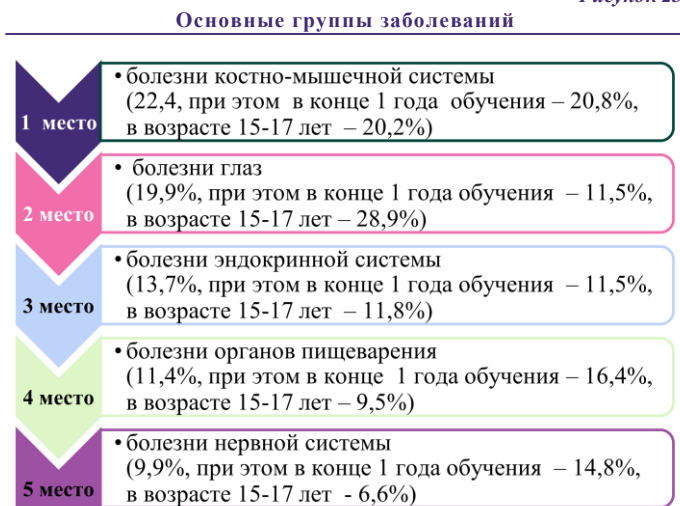 Рисунок 23
Основные группы заболеваний
1 место
• болезни костно-мышечной системы
(22,4, при этом в конце 1 года обучения – 20,8%,
в возрасте 15-17 лет – 20,2%)
2 место
• болезни глаз
(19,9%, при этом в конце 1 года обучения – 11,5%,
в возрасте 15-17 лет – 28,9%)
3 место
• болезни эндокринной системы
(13,7%, при этом в конце 1 года обучения – 11,5%,
в возрасте 15-17 лет – 11,8%)
4 место
• болезни органов пищеварения
(11,4%, при этом в конце 1 года обучения – 16,4%,
в возрасте 15-17 лет – 9,5%)
5 место
• болезни нервной системы
(9,9%, при этом в конце 1 года обучения – 14,8%,
в возрасте 15-17 лет - 6,6%)